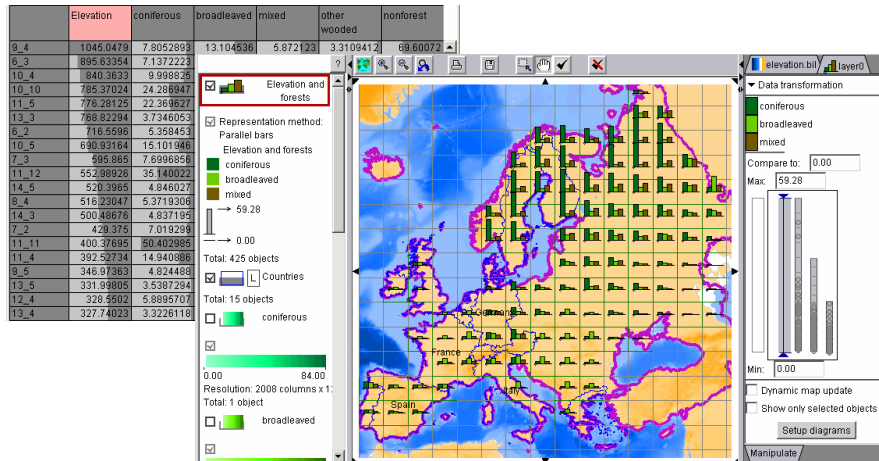 Elevation coniferous broadleaved mixed other wooded nonforest
9_4 1045.0479 7.8052893 13.104536 5.872123 3.3109412 69.60072
6_3 895.63354 7.1372223
10_4 840.3633 9.998825
10_10 785.37024 24.286947
11_5 776.28125 22.369627
13_3 768.82294 3.7346053
6_2 716.5596 5.358453
10_5 690.93164 15.101946
7_3 595.865 7.6996856
11_12 552.98926 35.140022
14_5 520.3965 4.846027
8_4 516.23047 5.3719306
14_3 500.48676 4.837195
7_2 429.375 7.019299
11_11 400.37695 50.402985
11_4 392.52734 14.940886
9_5 346.97363 4.824488
13_5 331.99805 3.5387294
12_4 328.5502 5.8895707
13_4 327.74023 3.3226118
?
Elevation and forests
Representation method:
Parallel bars
Elevation and forests
coniferous
broadleaved
mixed
59.28
0.00
Total: 425 objects
L Countries
Total: 15 objects
coniferous
0.00 84.00
Resolution: 2008 columns x 1
Total: 1 object
broadleaved
Germany
France
Spain
Italy
elevation.bil layer0
Data transformation
coniferous
broadleaved
mixed
Compare to: 0.00
Max: 59.28
Min: 0.00
Dynamic map update
Show only selected objects
Setup diagrams
Manipulate